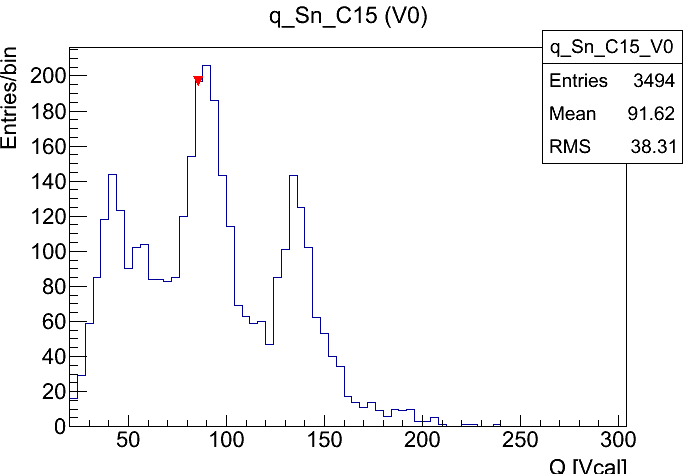 q_Sn_C15 (V0)
Entries/bin
q_Sn_C15_V0
Entries 3494
Mean 91.62
RMS 38.31
200
180
160
140
120
100
80
60
40
20
0
50 100 150 200 250 300
Q [Vcal]